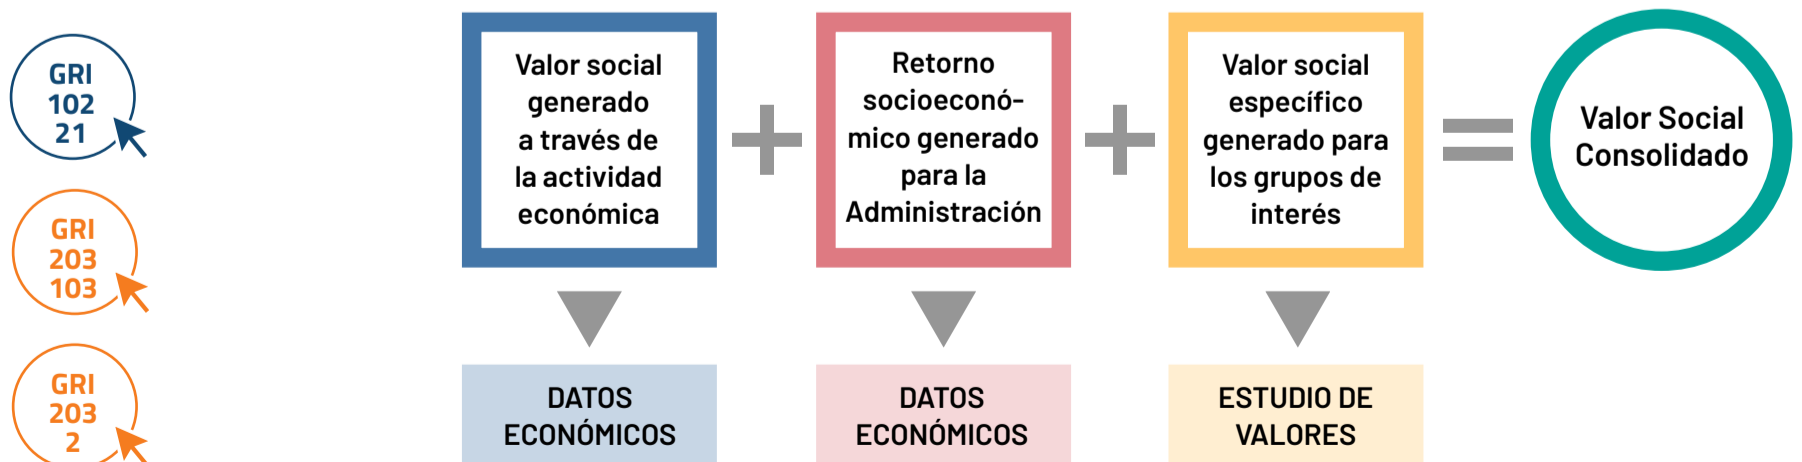 GRI
102
21
GRI
203
103
GRI
203
2
Valor social
generado
a través de
la actividad
económica
+
Retorno
socioeconó-
mico generado
para la
Administración
+
Valor social
específico
generado para
los grupos de
interés
=
Valor Social
Consolidado
DATOS
ECONÓMICOS
DATOS
ECONÓMICOS
ESTUDIO DE
VALORES